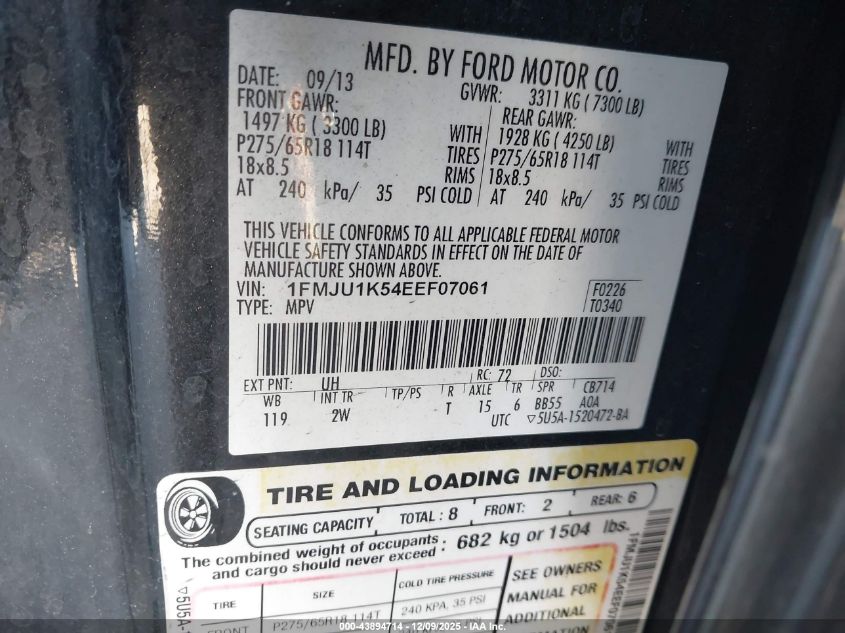 MFD. BY FORD MOTOR CO.
DATE: 09/13 GVWR: 3311 KG ( 7300 LB)
FRONT GAWR: REAR GAWR:
1497 KG ( 3300 LB) WITH 1928 KG ( 4250 LB) WITH
P275/65R18 114T TIRES P275/65R18 114T TIRES
18x8.5 RIMS 18x8.5 RIMS
AT 240 kPa/ 35 PSI COLD AT 240 kPa/ 35 PSI COLD
THIS VEHICLE CONFORMS TO ALL APPLICABLE FEDERAL MOTOR
VEHICLE SAFETY STANDARDS IN EFFECT ON THE DATE OF
MANUFACTURE SHOWN ABOVE.
VIN: 1FMJU1K54EEF07061 F0226
TYPE: MPV T0340
EXT PNT: UH RC: 72 DSO:
WB INT TR TP/PS R AXLE TR SPR CB714
119 2W T 15 6 BB55 A0A
UTC ▽5U5A-1520472-BA
TIRE AND LOADING INFORMATION
SEATING CAPACITY TOTAL : 8 FRONT: 2 REAR: 6
The combined weight of occupants and cargo should never exceed : 682 kg or 1504 lbs.
TIRE SIZE COLD TIRE PRESSURE SEE OWNERS
MANUAL FOR
FRONT P275/65R18 114T 240 KPA, 35 PSI ADDITIONAL
INFORMATION
▽5U5A-
00-43894714 - 12/09/2025 -